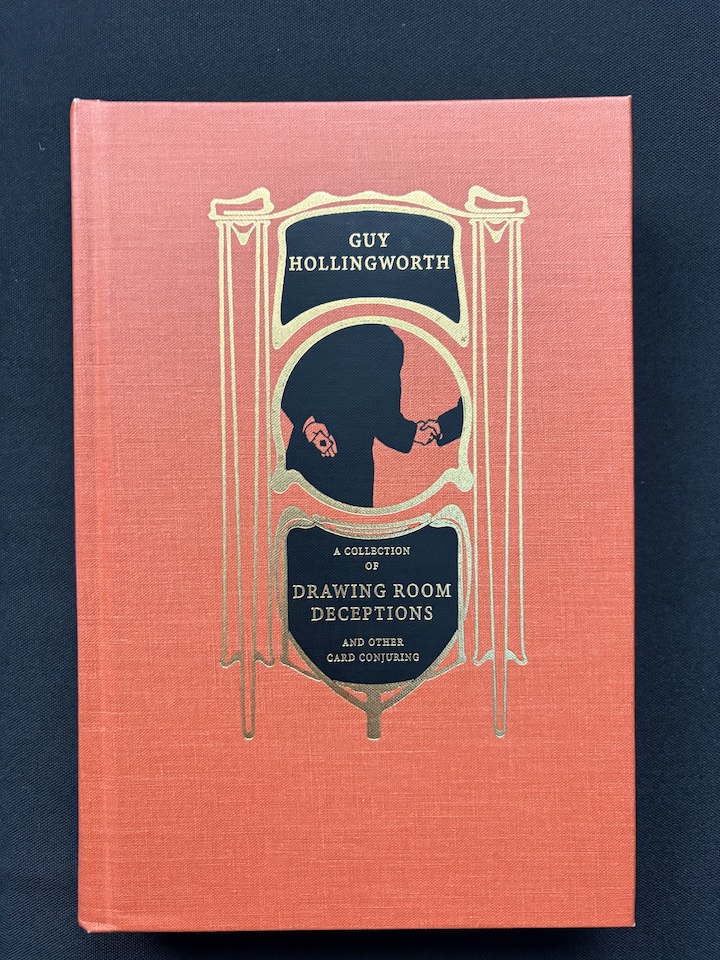 GUY
HOLLINGWORTH
A COLLECTION
OF
DRAWING ROOM
DECEPTIONS
AND OTHER
CARD CONJURING